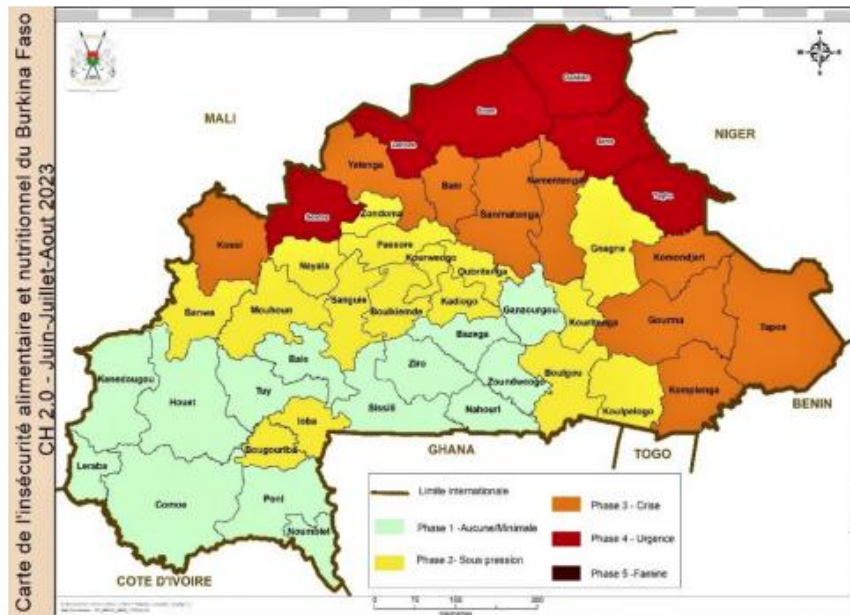 Carte de l'insécurité alimentaire et nutritionnel du Burkina Faso
CH 2.0 - Juin-Juillet-Aout 2023
MALI
NIGER
Yatenga
Bam
Namentenga
Sanmatenga
Zondoma
Kossi
Passore
Kourweogo
Gnagna
Komondjari
Nayala
Oubritenga
Sanguie
Kadiogo
Ganzourgou
Banwa
Mouhoun
Boulkiemde
Kouritenga
Gourma
Tapoa
Bazega
Bale
Ziro
Kenedougou
Houet
Tuy
Zoundweogo
Boulgou
Komplenga
Sissili
Nahouri
Koulpelogo
BENIN
Ioba
Bougouriba
GHANA
TOGO
Leraba
Comoe
Poni
Noumbiel
COTE D'IVOIRE
Limite internationale
Phase 1 -Aucune/Minimale
Phase 2- Sous pression
Phase 3 - Crise
Phase 4 - Urgence
Phase 5 -Famine